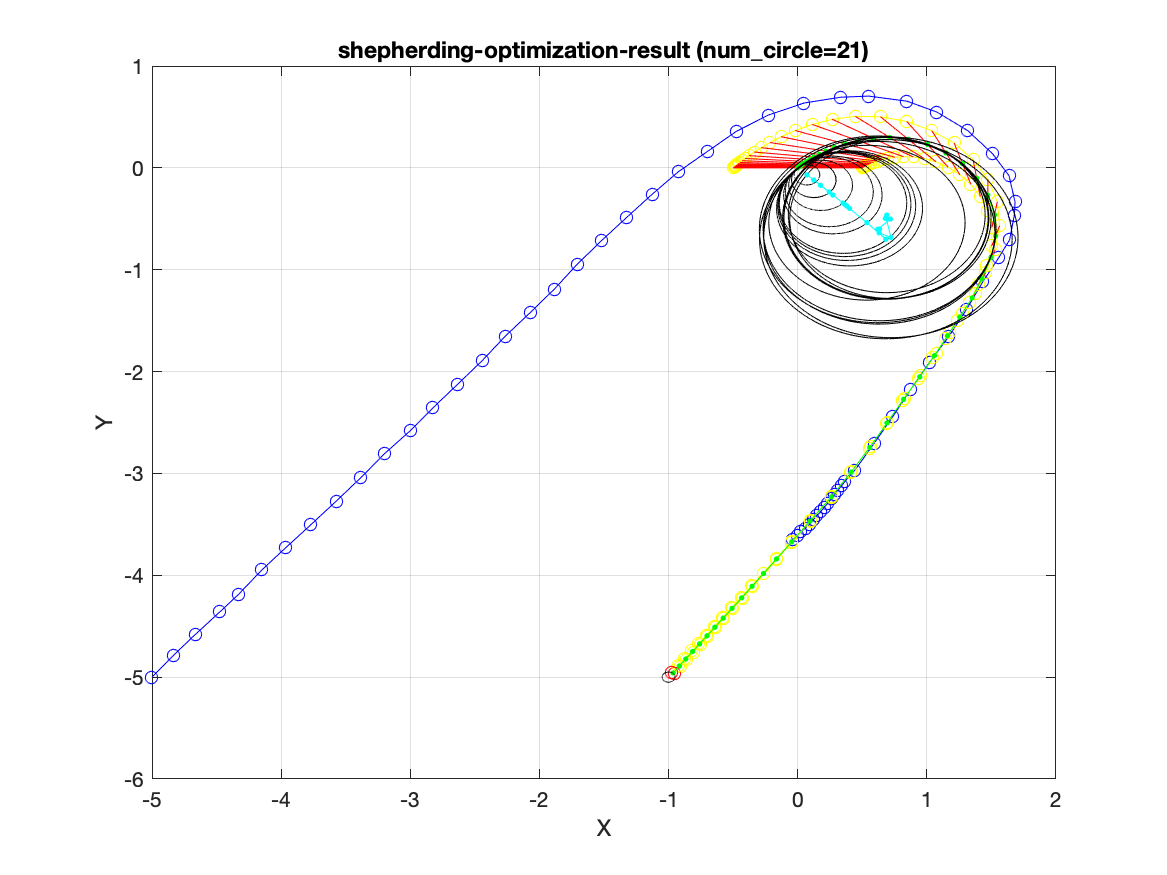 shepherding-optimization-result (num_circle=21)
1
0
-1
-2
-3
-4
-5
-6
Y
-5 -4 -3 -2 -1 0 1 2
X